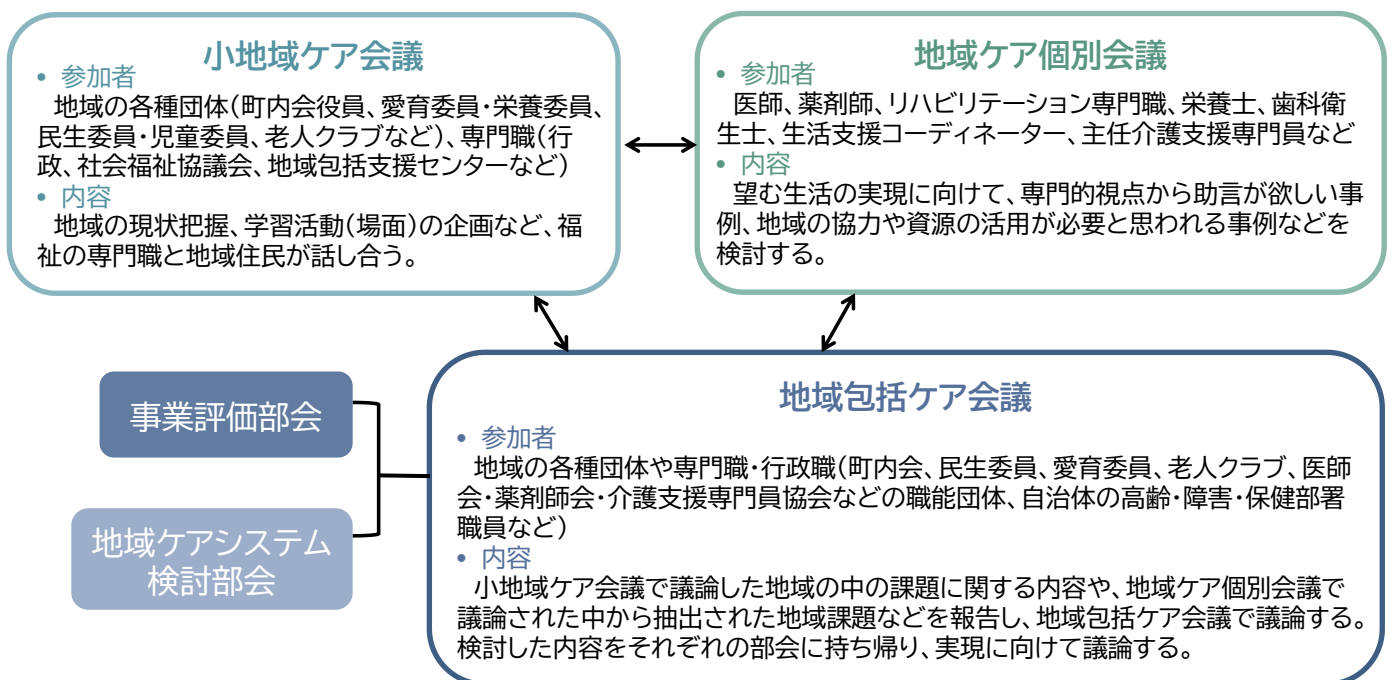 小地域ケア会議
• 参加者
地域の各種団体(町内会役員、愛育委員・栄養委員、
民生委員・児童委員、老人クラブなど)、専門職(行
政、社会福祉協議会、地域包括支援センターなど)
• 内容
地域の現状把握、学習活動(場面)の企画など、福
祉の専門職と地域住民が話し合う。
地域ケア個別会議
• 参加者
医師、薬剤師、リハビリテーション専門職、栄養士、歯科衛
生士、生活支援コーディネーター、主任介護支援専門員など
• 内容
望む生活の実現に向けて、専門的視点から助言が欲しい事
例、地域の協力や資源の活用が必要と思われる事例などを
検討する。
事業評価部会
地域ケアシステム
検討部会
地域包括ケア会議
• 参加者
地域の各種団体や専門職・行政職(町内会、民生委員、愛育委員、老人クラブ、医師
会・薬剤師会・介護支援専門員協会などの職能団体、自治体の高齢・障害・保健部署
職員など)
• 内容
小地域ケア会議で議論した地域の中の課題に関する内容や、地域ケア個別会議で
議論された中から抽出された地域課題などを報告し、地域包括ケア会議で議論する。
検討した内容をそれぞれの部会に持ち帰り、実現に向けて議論する。